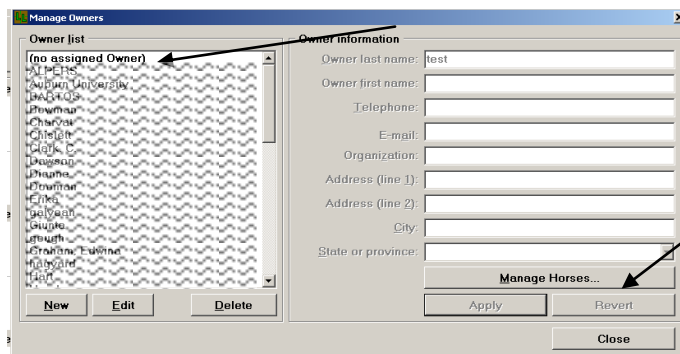 Manage Owners
Owner list
(no assigned Owner)
ALPERS
Auburn University
BARTOS
Bowman
Charvat
Chislett
Clark, C
Dawson
Dianne
Douman
Erika
galyean
Giunta
gough
Graham, Edwina
hagyard
Hart
New Edit Delete
Owner information
Owner last name: test
Owner first name:
Telephone:
E-mail:
Organization:
Address (line 1):
Address (line 2):
City:
State or province:
Manage Horses...
Apply Revert
Close